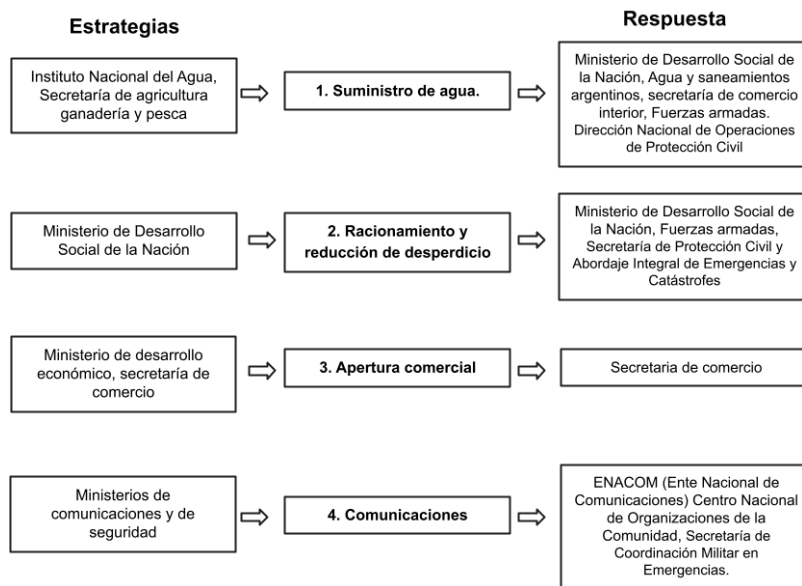 Estrategias
Respuesta
Instituto Nacional del Agua,
Secretaría de agricultura
ganadería y pesca
1. Suministro de agua.
Ministerio de Desarrollo Social de
la Nación, Agua y saneamientos
argentinos, secretaría de comercio
interior, Fuerzas armadas.
Dirección Nacional de Operaciones
de Protección Civil
Ministerio de Desarrollo
Social de la Nación
2. Racionamiento y
reducción de desperdicio
Ministerio de Desarrollo Social de
la Nación, Fuerzas armadas,
Secretaría de Protección Civil y
Abordaje Integral de Emergencias y
Catástrofes
Ministerio de desarrollo
económico, secretaría de
comercio
3. Apertura comercial
Secretaria de comercio
Ministerios de
comunicaciones y de
seguridad
4. Comunicaciones
ENACOM (Ente Nacional de
Comunicaciones) Centro Nacional
de Organizaciones de la
Comunidad, Secretaría de
Coordinación Militar en
Emergencias.